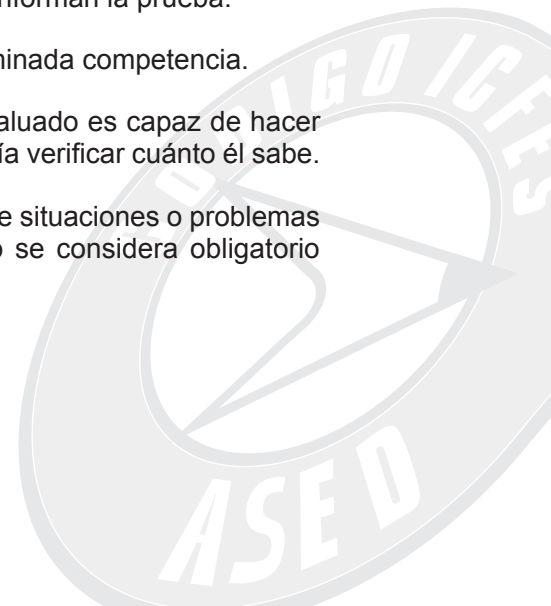 nforman la prueba.
minada competencia.
aluado es capaz de hacer
ía verificar cuánto él sabe.
e situaciones o problemas
o se considera obligatorio
ICFES
ASED